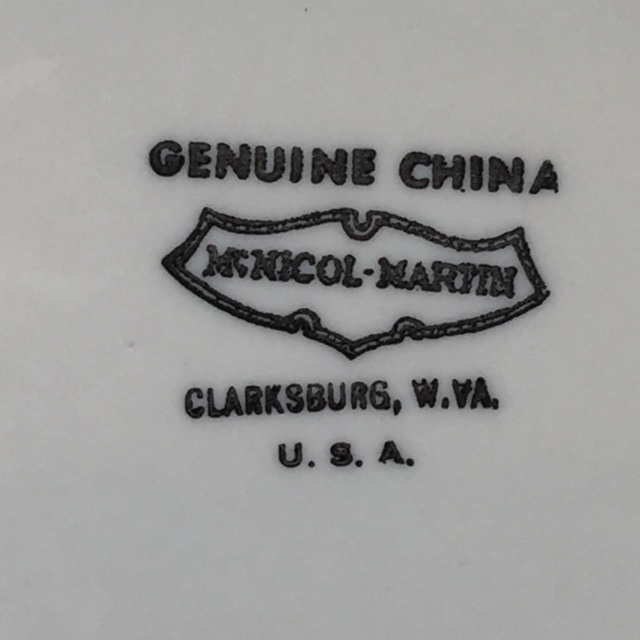 GENUINE CHINA
McNICOL-MARTIN
CLARKSBURG, W.VA.
U. S. A.